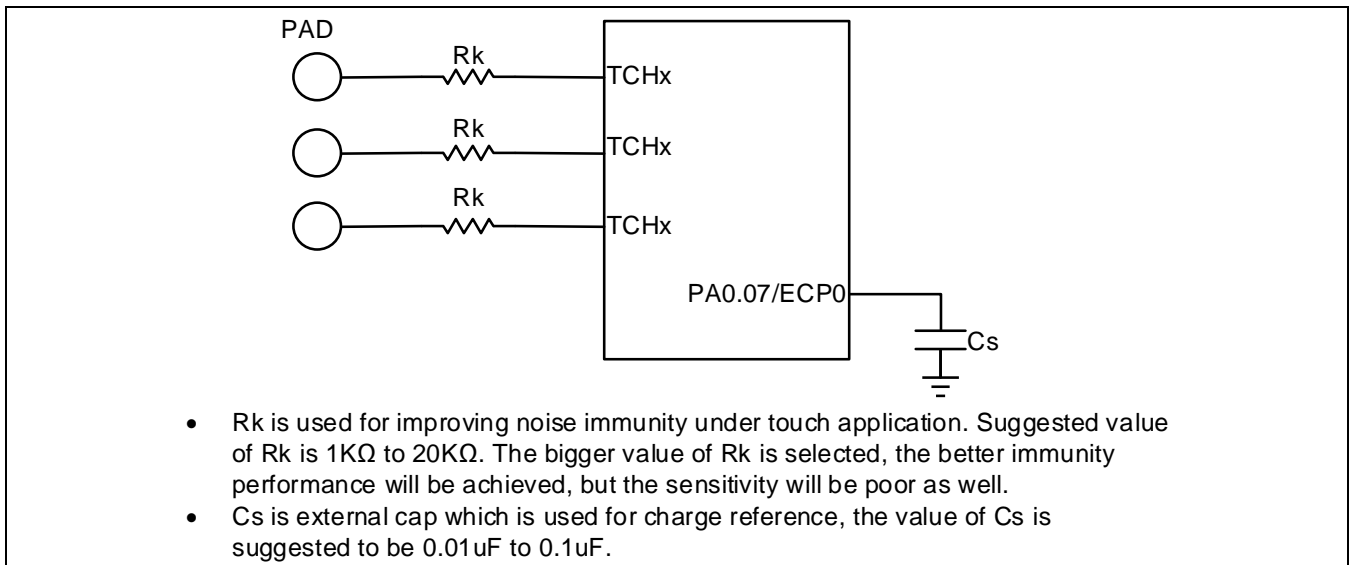 PAD
Rk
TCHx
Rk
TCHx
Rk
TCHx
PA0.07/ECP0
Cs
• Rk is used for improving noise immunity under touch application. Suggested value
of Rk is 1KΩ to 20KΩ. The bigger value of Rk is selected, the better immunity
performance will be achieved, but the sensitivity will be poor as well.
• Cs is external cap which is used for charge reference, the value of Cs is
suggested to be 0.01uF to 0.1uF.